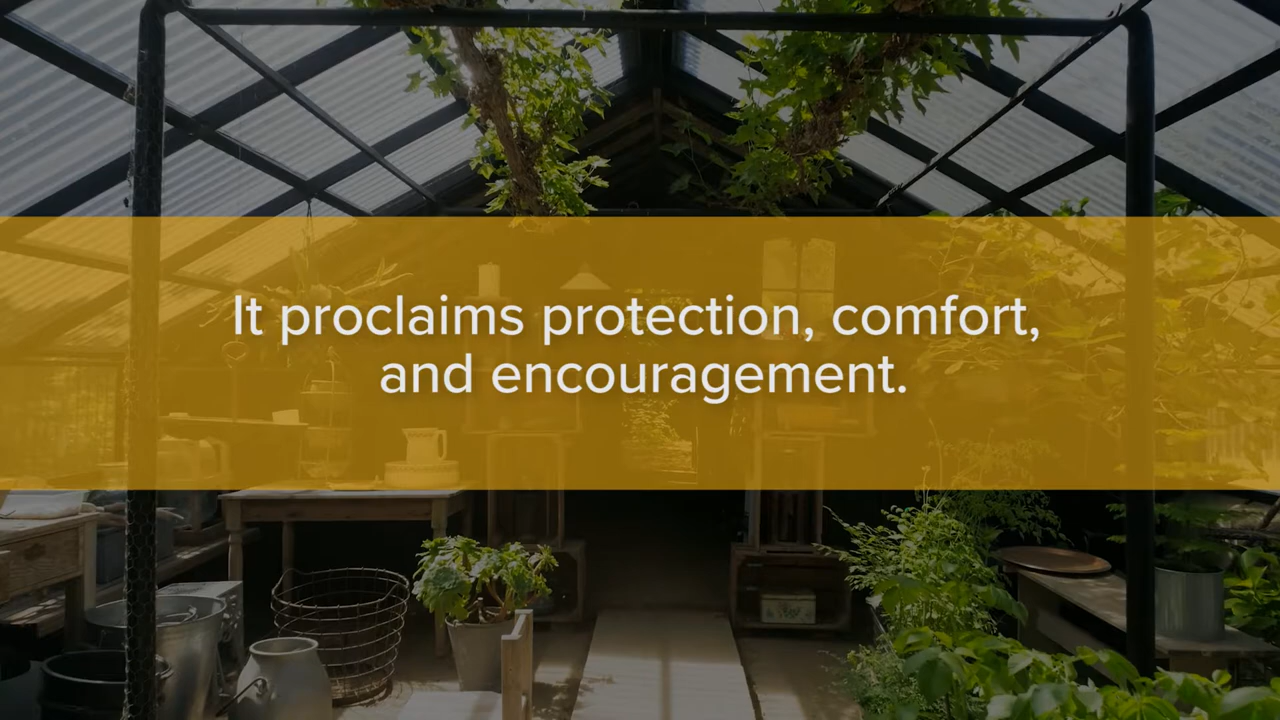 It proclaims protection, comfort,
and encouragement.